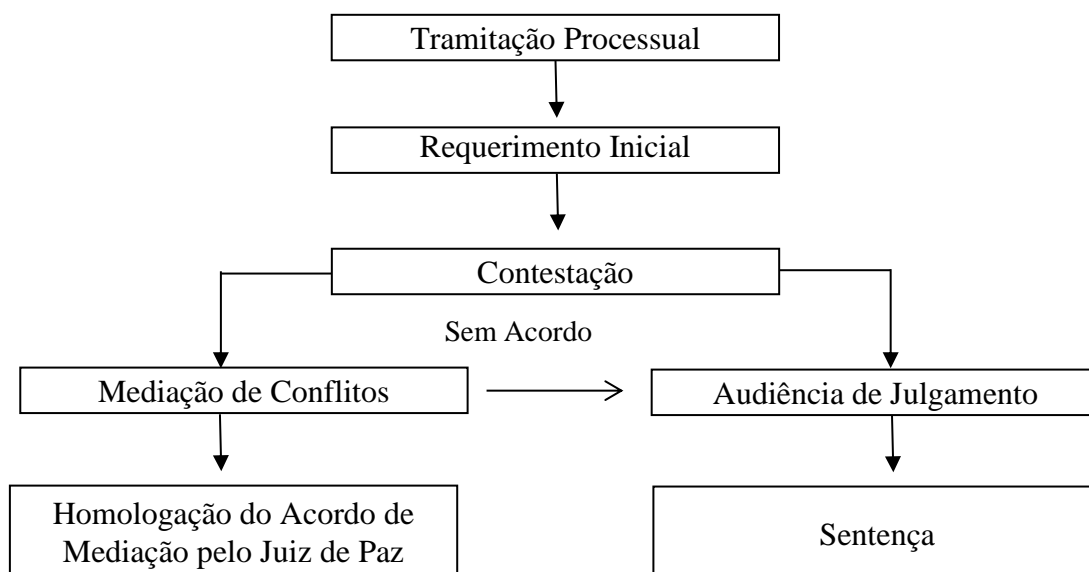 Tramitação Processual
Requerimento Inicial
Contestação
Sem Acordo
Mediação de Conflitos
Audiência de Julgamento
Homologação do Acordo de
Mediação pelo Juiz de Paz
Sentença